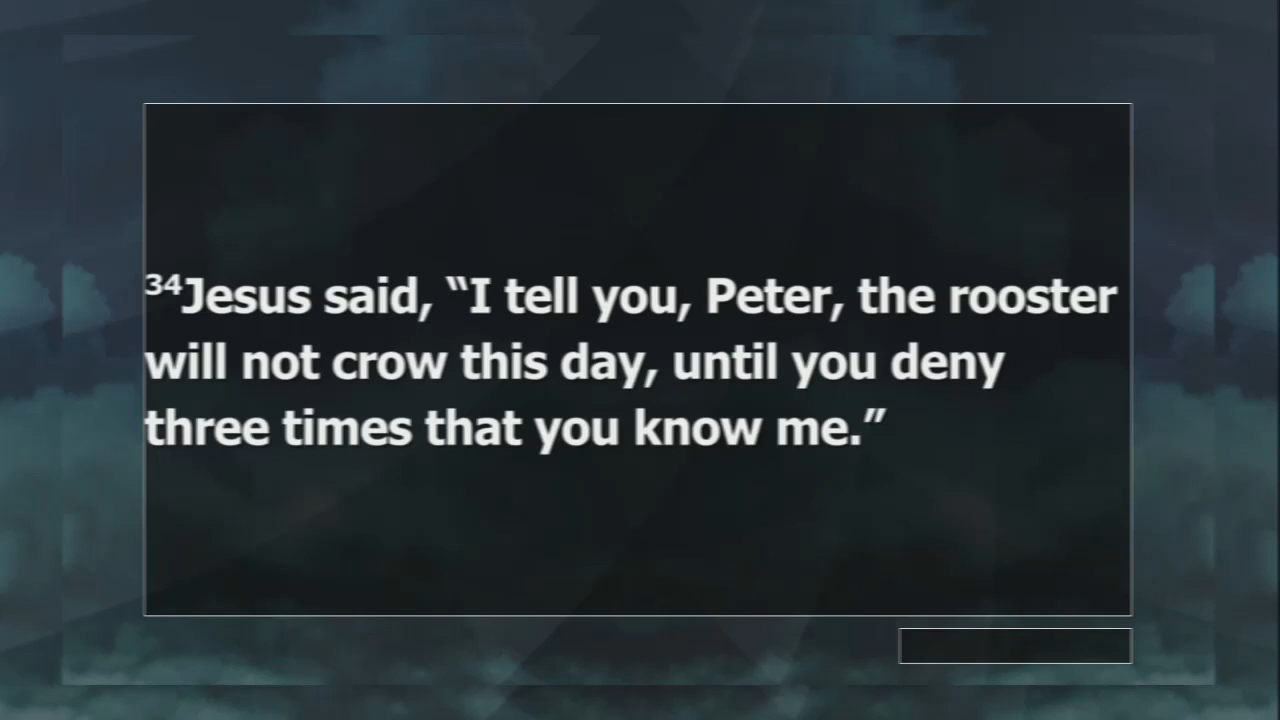 ³⁴Jesus said, “I tell you, Peter, the rooster
will not crow this day, until you deny
three times that you know me.”